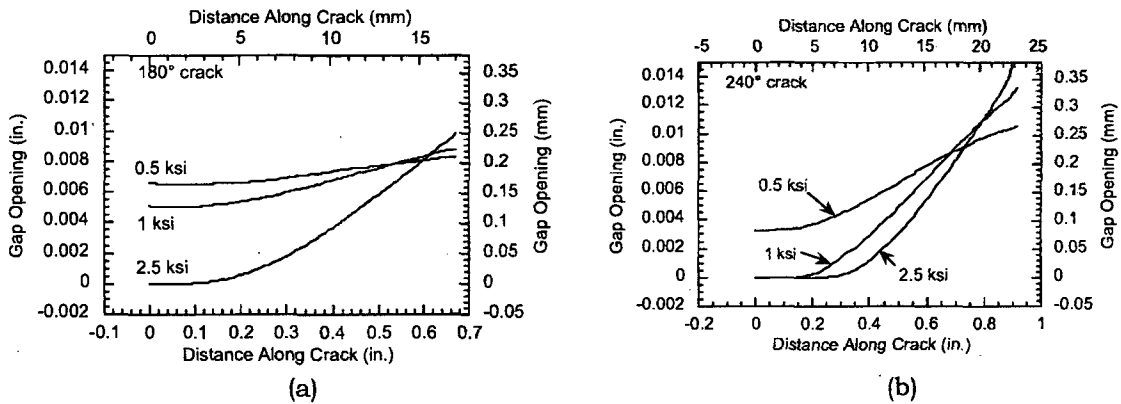 Distance Along Crack (mm)
0 5 10 15
180° crack
0.014
0.012
0.01
0.008
0.006
0.004
0.002
0
-0.002
Gap Opening (in.)
0.5 ksi
1 ksi
2.5 ksi
0.35
0.3
0.25
0.2
0.15
0.1
0.05
0
-0.05
Gap Opening (mm)
-0.1 0 0.1 0.2 0.3 0.4 0.5 0.6 0.7
Distance Along Crack (in.)
(a)
Distance Along Crack (mm)
-5 0 5 10 15 20 25
240° crack
0.014
0.012
0.01
0.008
0.006
0.004
0.002
0
-0.002
Gap Opening (in.)
0.5 ksi
1 ksi
2.5 ksi
0.35
0.3
0.25
0.2
0.15
0.1
0.05
0
-0.05
Gap Opening (mm)
-0.2 0 0.2 0.4 0.6 0.8 1
Distance Along Crack (in.)
(b)